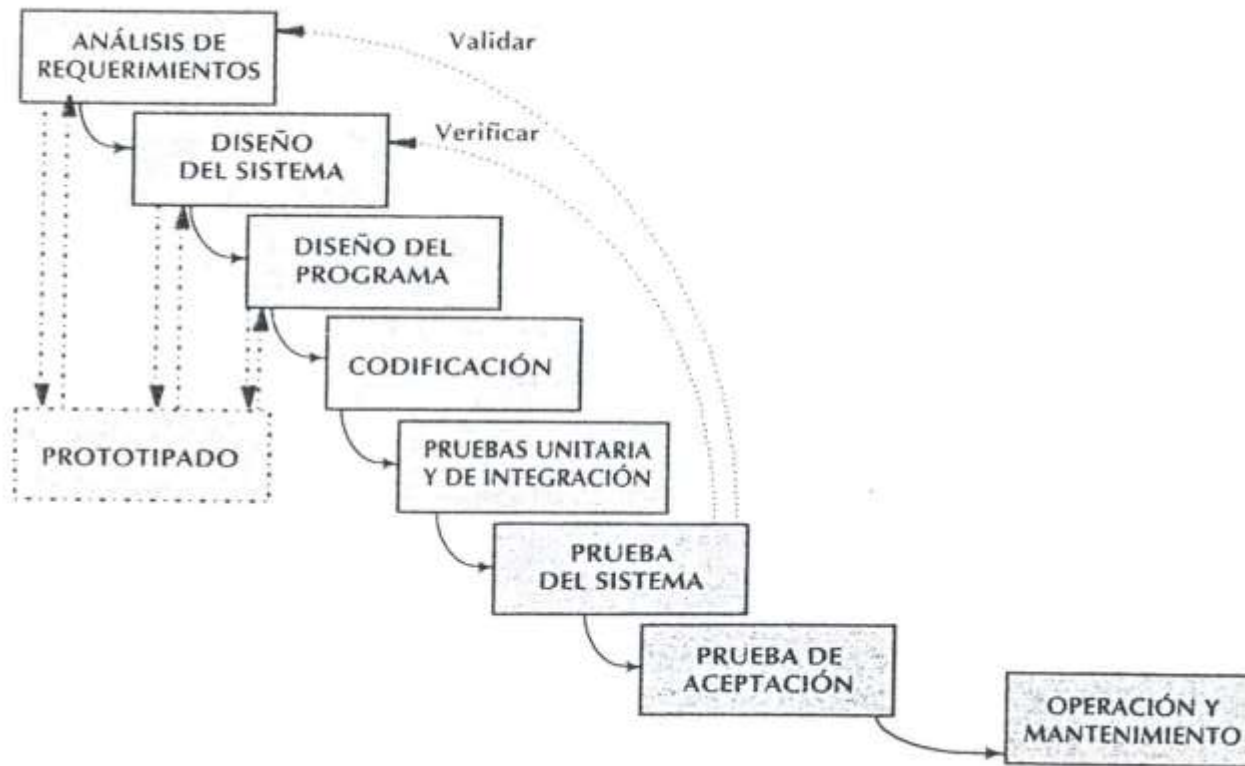 ANÁLISIS DE
REQUERIMIENTOS
Validar
DISEÑO
DEL SISTEMA
Verificar
DISEÑO DEL
PROGRAMA
CODIFICACIÓN
PROTOTIPADO
PRUEBAS UNITARIA
Y DE INTEGRACIÓN
PRUEBA
DEL SISTEMA
PRUEBA DE
ACEPTACIÓN
OPERACIÓN Y
MANTENIMIENTO